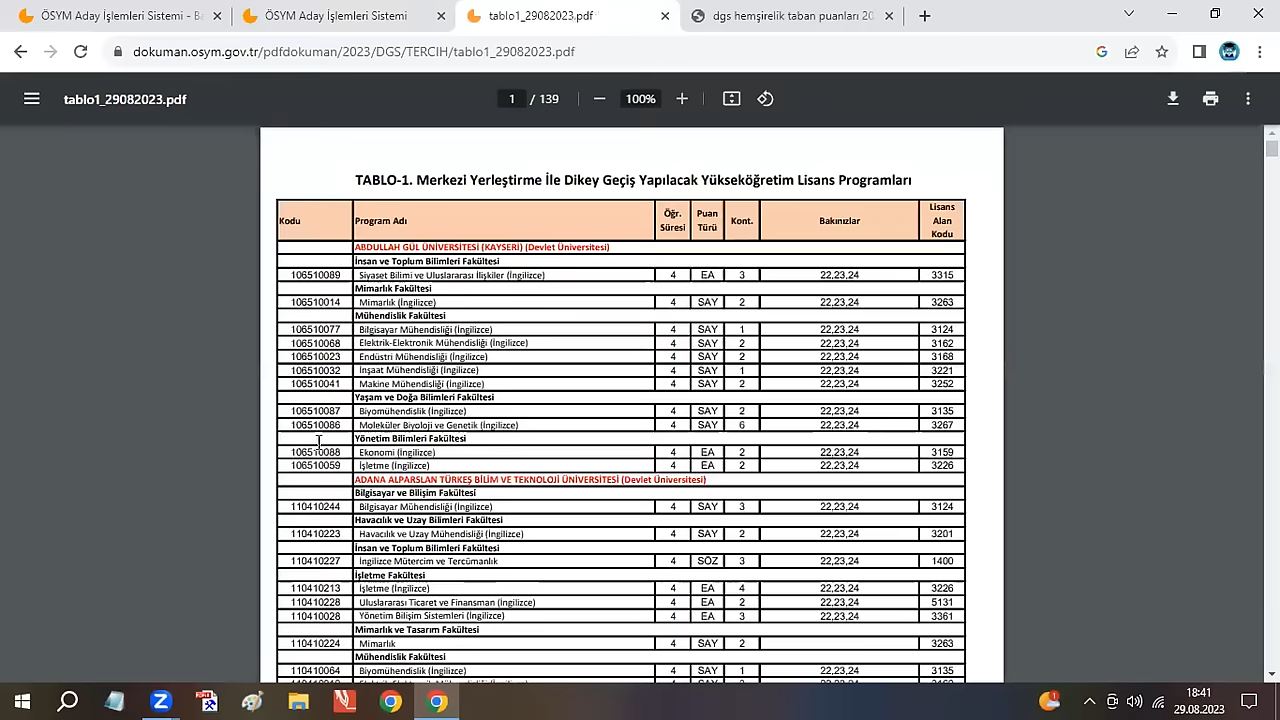 ÖSYM Aday İşlemleri Sistemi - B
ÖSYM Aday İşlemleri Sistemi
tablo1_29082023.pdf
dgs hemşirelik taban puanları 20
dokuman.osym.gov.tr/pdfdokuman/2023/DGS/TERCIH/tablo1_29082023.pdf
tablo1_29082023.pdf
1 / 139
100%
TABLO-1. Merkezi Yerleştirme İle Dikey Geçiş Yapılacak Yükseköğretim Lisans Programları
Kodu Program Adı Öğr. Süresi Puan Türü Kont. Bakınızlar Lisans Alan Kodu
ABDULLAH GÜL ÜNİVERSİTESİ (KAYSERİ) (Devlet Üniversitesi)
İnsan ve Toplum Bilimleri Fakültesi
106510089 Siyaset Bilimi ve Uluslararası İlişkiler (İngilizce) 4 EA 3 22,23,24 3315
Mimarlık Fakültesi
106510014 Mimarlık (İngilizce) 4 SAY 2 22,23,24 3263
Mühendislik Fakültesi
106510077 Bilgisayar Mühendisliği (İngilizce) 4 SAY 1 22,23,24 3124
106510068 Elektrik-Elektronik Mühendisliği (İngilizce) 4 SAY 2 22,23,24 3162
106510023 Endüstri Mühendisliği (İngilizce) 4 SAY 2 22,23,24 3168
106510032 İnşaat Mühendisliği (İngilizce) 4 SAY 1 22,23,24 3221
106510041 Makine Mühendisliği (İngilizce) 4 SAY 2 22,23,24 3252
Yaşam ve Doğa Bilimleri Fakültesi
106510087 Biyomühendislik (İngilizce) 4 SAY 2 22,23,24 3135
106510086 Moleküler Biyoloji ve Genetik (İngilizce) 4 SAY 6 22,23,24 3267
Yönetim Bilimleri Fakültesi
106510088 Ekonomi (İngilizce) 4 EA 2 22,23,24 3159
106510059 İşletme (İngilizce) 4 EA 2 22,23,24 3226
ADANA ALPARSLAN TÜRKEŞ BİLİM VE TEKNOLOJİ ÜNİVERSİTESİ (Devlet Üniversitesi)
Bilgisayar ve Bilişim Fakültesi
110410244 Bilgisayar Mühendisliği (İngilizce) 4 SAY 3 22,23,24 3124
Havacılık ve Uzay Bilimleri Fakültesi
110410223 Havacılık ve Uzay Mühendisliği (İngilizce) 4 SAY 2 22,23,24 3201
İnsan ve Toplum Bilimleri Fakültesi
110410227 İngilizce Mütercim ve Tercümanlık 4 SÖZ 3 22,23,24 1400
İşletme Fakültesi
110410213 İşletme (İngilizce) 4 EA 4 22,23,24 3226
110410228 Uluslararası Ticaret ve Finansman (İngilizce) 4 EA 2 22,23,24 5131
110410028 Yönetim Bilişim Sistemleri (İngilizce) 4 EA 3 22,23,24 3361
Mimarlık ve Tasarım Fakültesi
110410224 Mimarlık 4 SAY 2 3263
Mühendislik Fakültesi
110410064 Biyomühendislik (İngilizce) 4 SAY 1 22,23,24 3135
18:41
29.08.2023